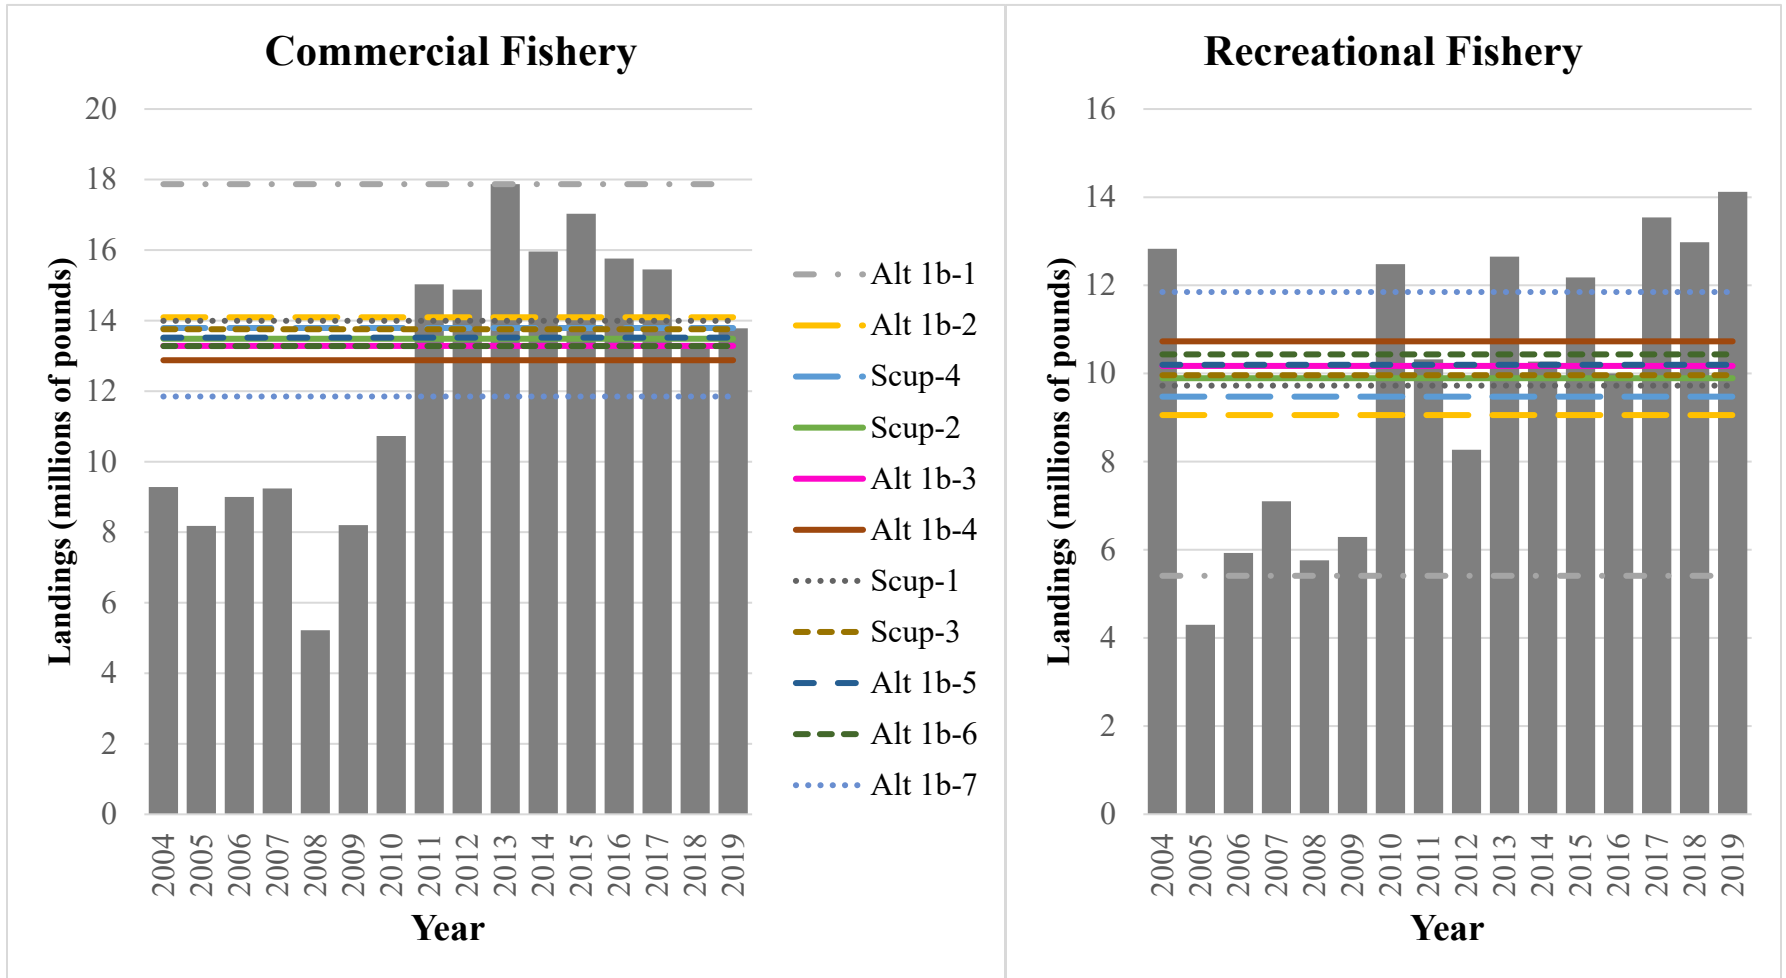 Commercial Fishery
Landings (millions of pounds)
20
18
16
14
12
10
8
6
4
2
0
2004 2005 2006 2007 2008 2009 2010 2011 2012 2013 2014 2015 2016 2017 2018 2019
Year
Alt 1b-1
Alt 1b-2
Scup-4
Scup-2
Alt 1b-3
Alt 1b-4
Scup-1
Scup-3
Alt 1b-5
Alt 1b-6
Alt 1b-7
Recreational Fishery
Landings (millions of pounds)
16
14
12
10
8
6
4
2
0
2004 2005 2006 2007 2008 2009 2010 2011 2012 2013 2014 2015 2016 2017 2018 2019
Year